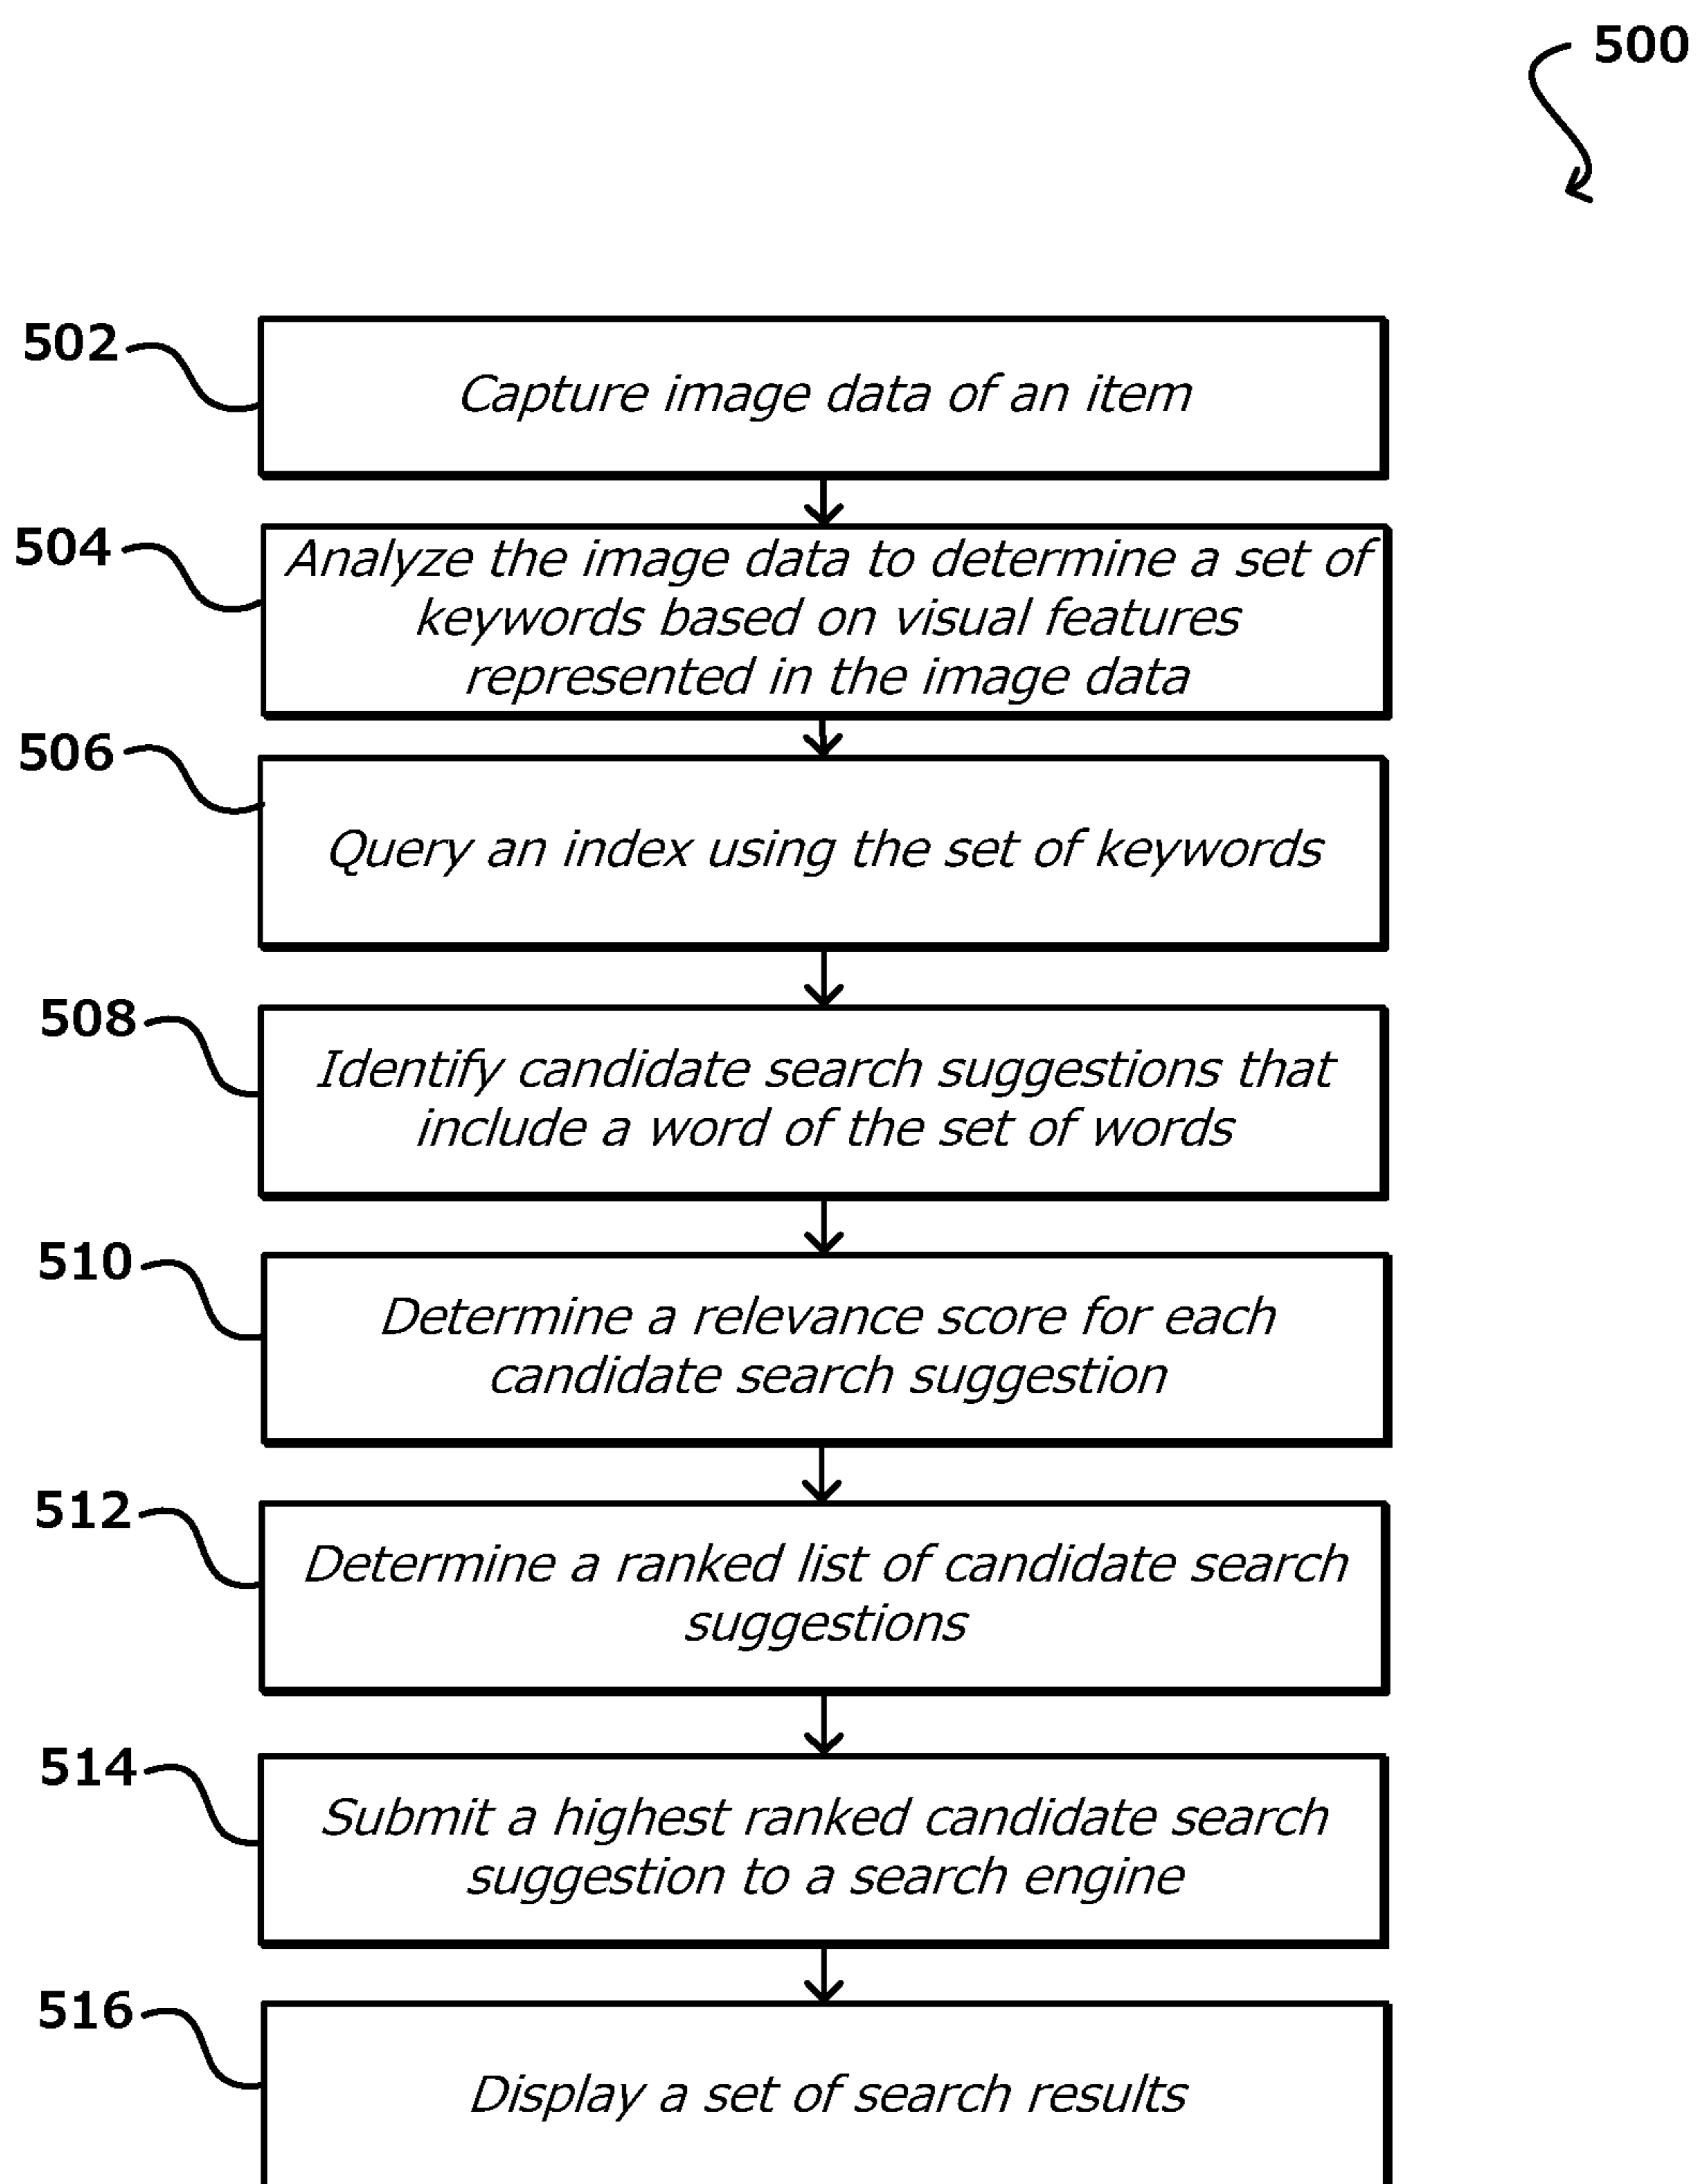 500
502
Capture image data of an item
504
Analyze the image data to determine a set of
keywords based on visual features
represented in the image data
506
Query an index using the set of keywords
508
Identify candidate search suggestions that
include a word of the set of words
510
Determine a relevance score for each
candidate search suggestion
512
Determine a ranked list of candidate search
suggestions
514
Submit a highest ranked candidate search
suggestion to a search engine
516
Display a set of search results